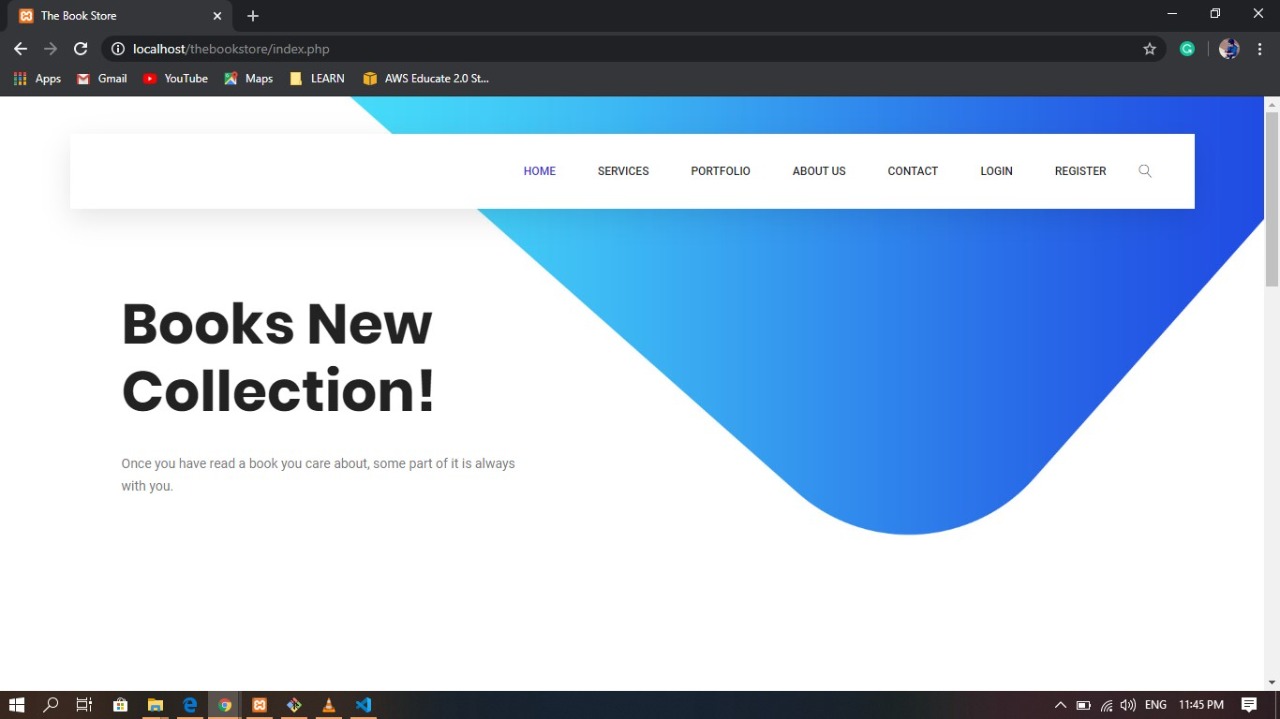 The Book Store
localhost/thebookstore/index.php
Apps Gmail YouTube Maps LEARN AWS Educate 2.0 St...
HOME SERVICES PORTFOLIO ABOUT US CONTACT LOGIN REGISTER
Books New
Collection!
Once you have read a book you care about, some part of it is always
with you.
ENG 11:45 PM